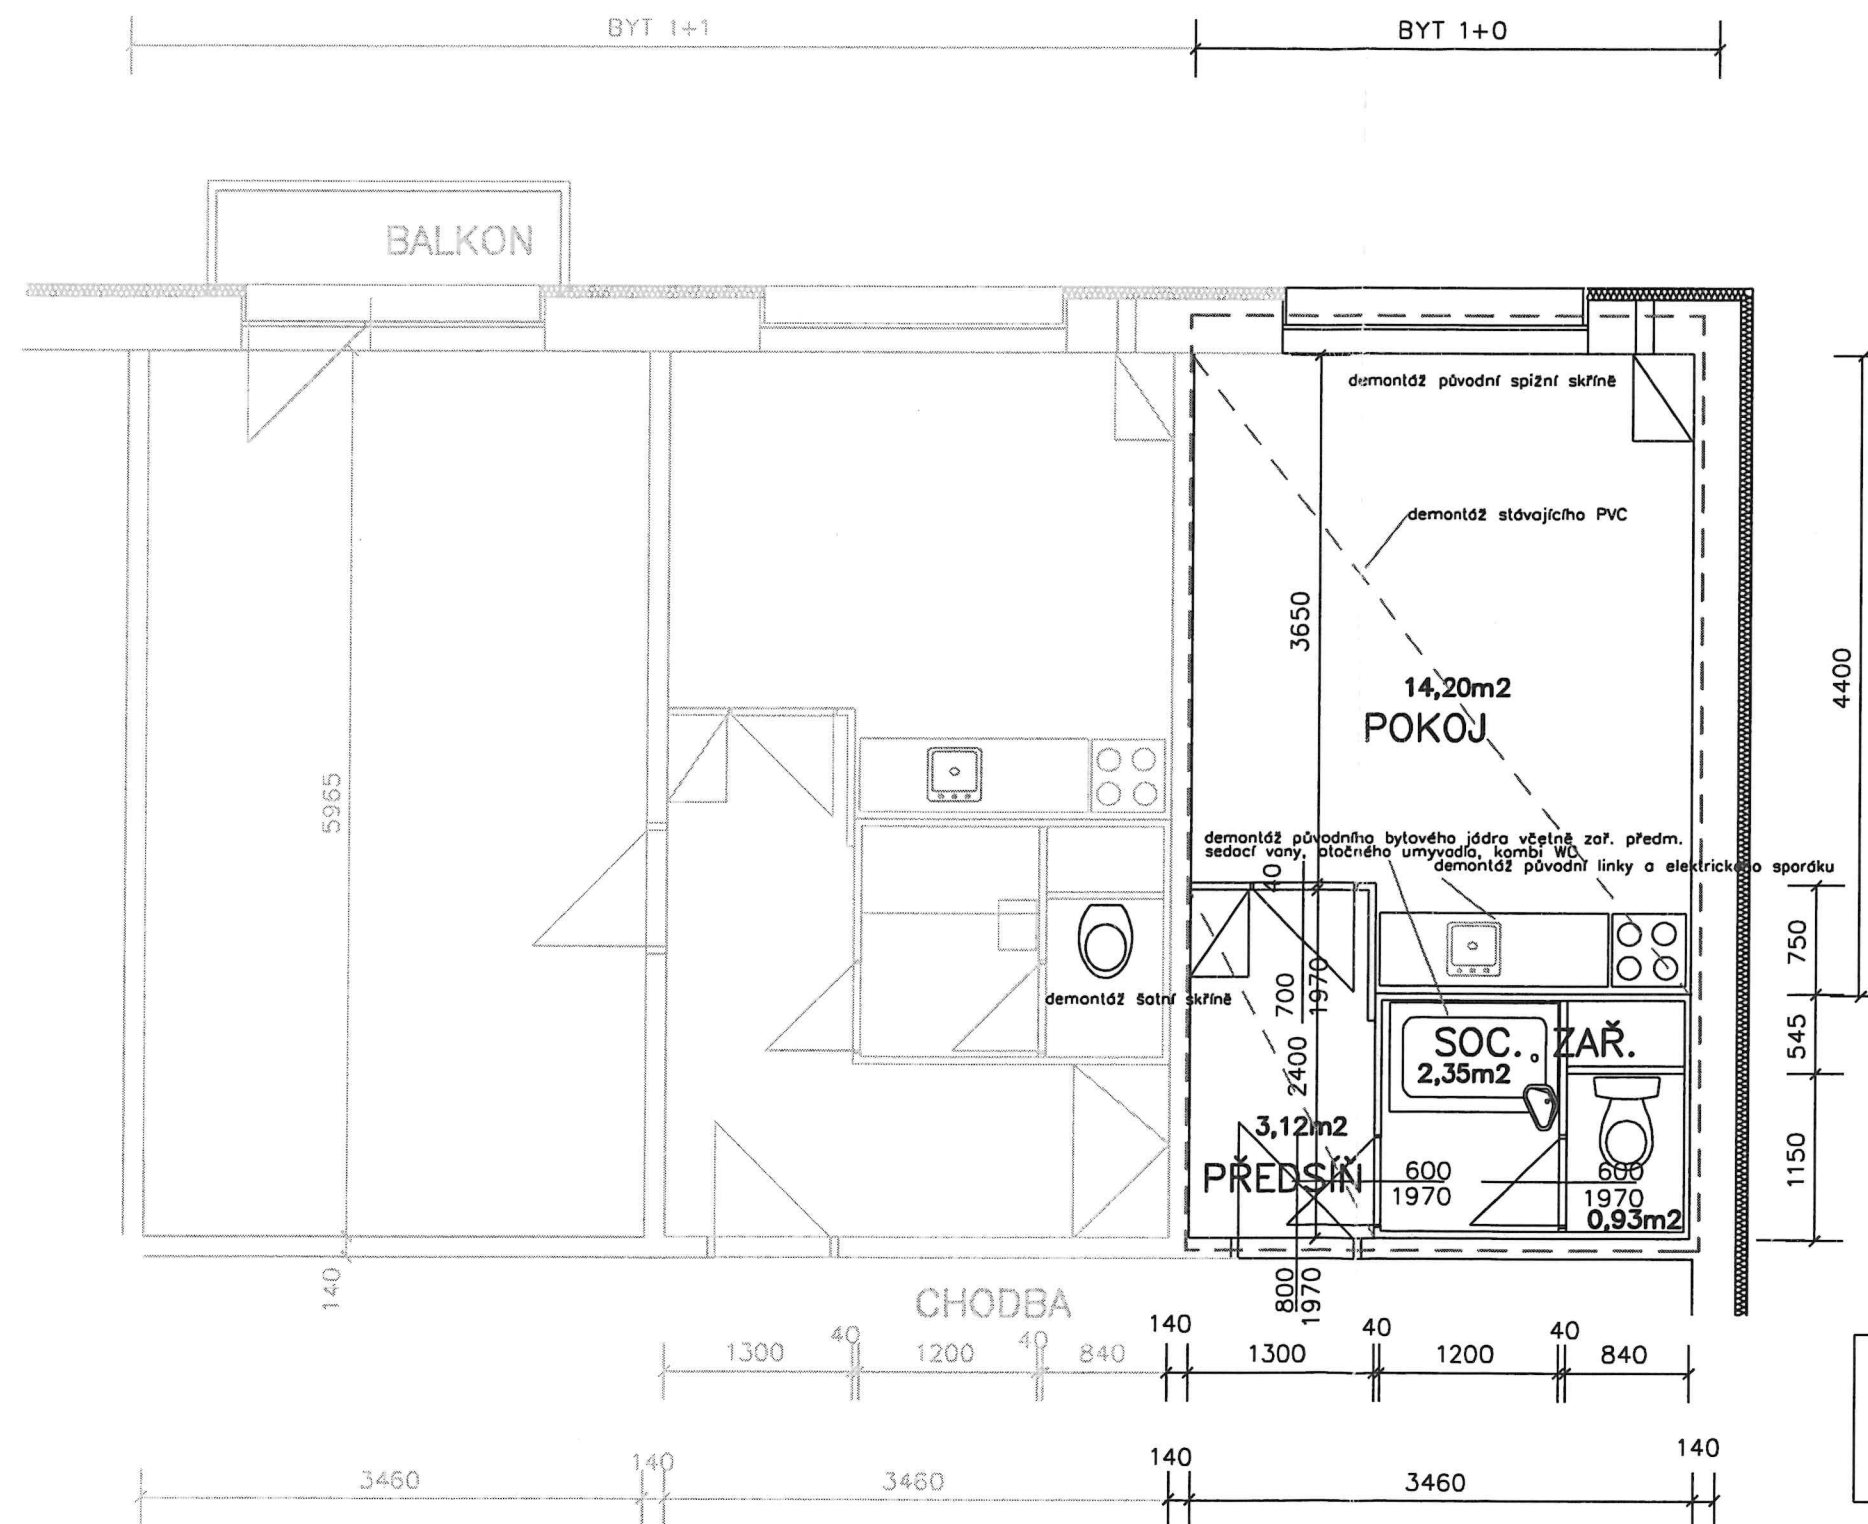 BYT 1+1
BYT 1+0
BALKON
demontáž původní spižní skříně
demontáž stávajícího PVC
3650
4400
14,20m2
POKOJ
5965
demontáž původního bytového jádra včetně zař. předm.
sedací vany, otočného umyvadla, kombi WC
demontáž původní linky a elektrického sporáku
40
750
700
1970
demontáž šatní skříně
2400
SOC. ZAŘ.
2,35m2
545
3,12m2
PŘEDSÍŇ
600
1970
600
1970
0,93m2
1150
140
800
1970
CHODBA
1300
40
1200
40
840
140
1300
40
1200
40
840
3460
140
3460
140
3460
140